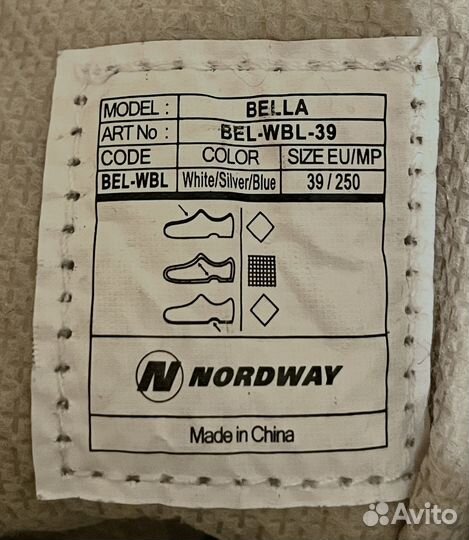 MODEL : BELLA
ART No : BEL-WBL-39
CODE COLOR SIZE EU/MP
BEL-WBL White/Silver/Blue 39 / 250
N NORDWAY
Made in China
Avito